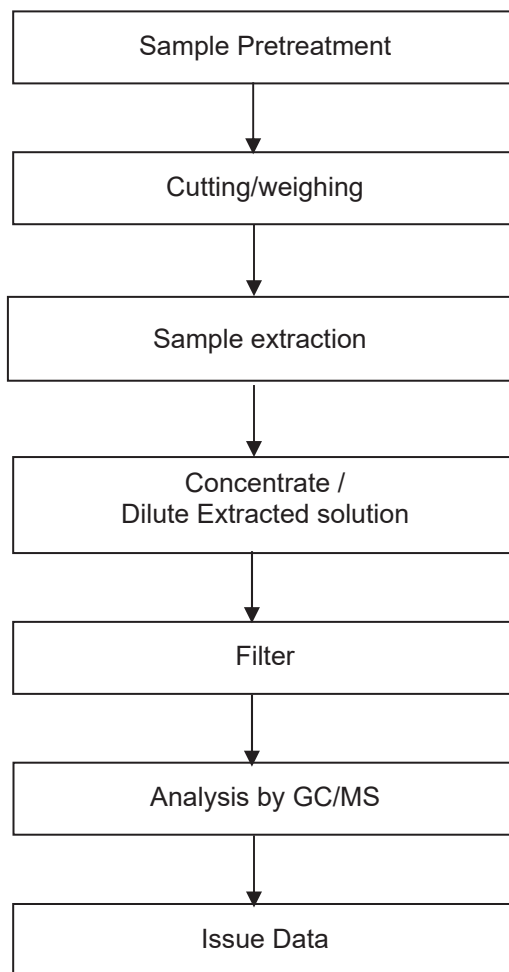 Sample Pretreatment
Cutting/weighing
Sample extraction
Concentrate /
Dilute Extracted solution
Filter
Analysis by GC/MS
Issue Data